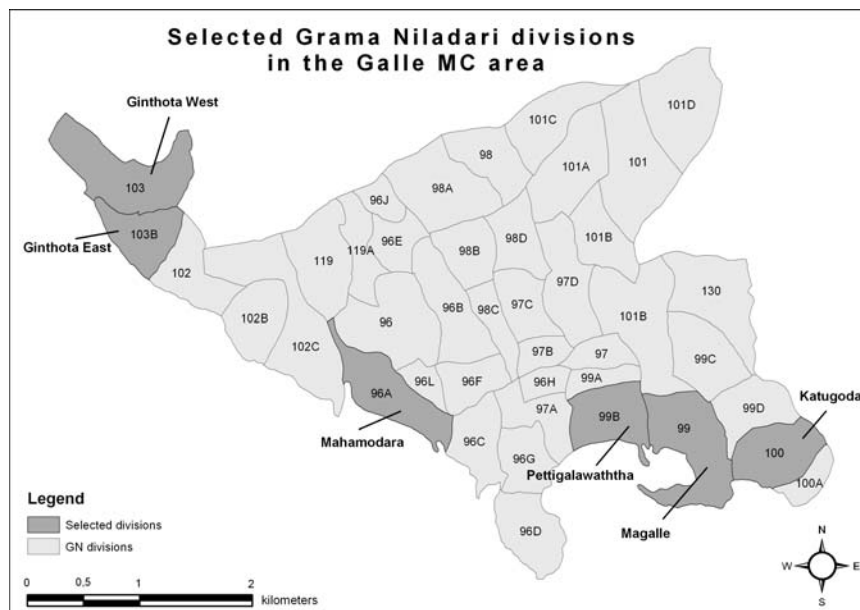 Selected Grama Niladari divisions
in the Galle MC area
Ginthota West
103
103B
Ginthota East
102
102B
102C
119
119A
96J
96E
98A
98
101C
101A
101
101D
98B
98D
101B
97D
96B
98C
97C
96
101B
130
97B
97
99C
96A
96L
96F
96H
99A
99D
Katugoda
Mahamodara
97A
99B
99
100
96C
96G
Pettigalawaththa
100A
Magalle
96D
Legend
Selected divisions
GN divisions
0 0,5 1 2
kilometers
N
W E
S